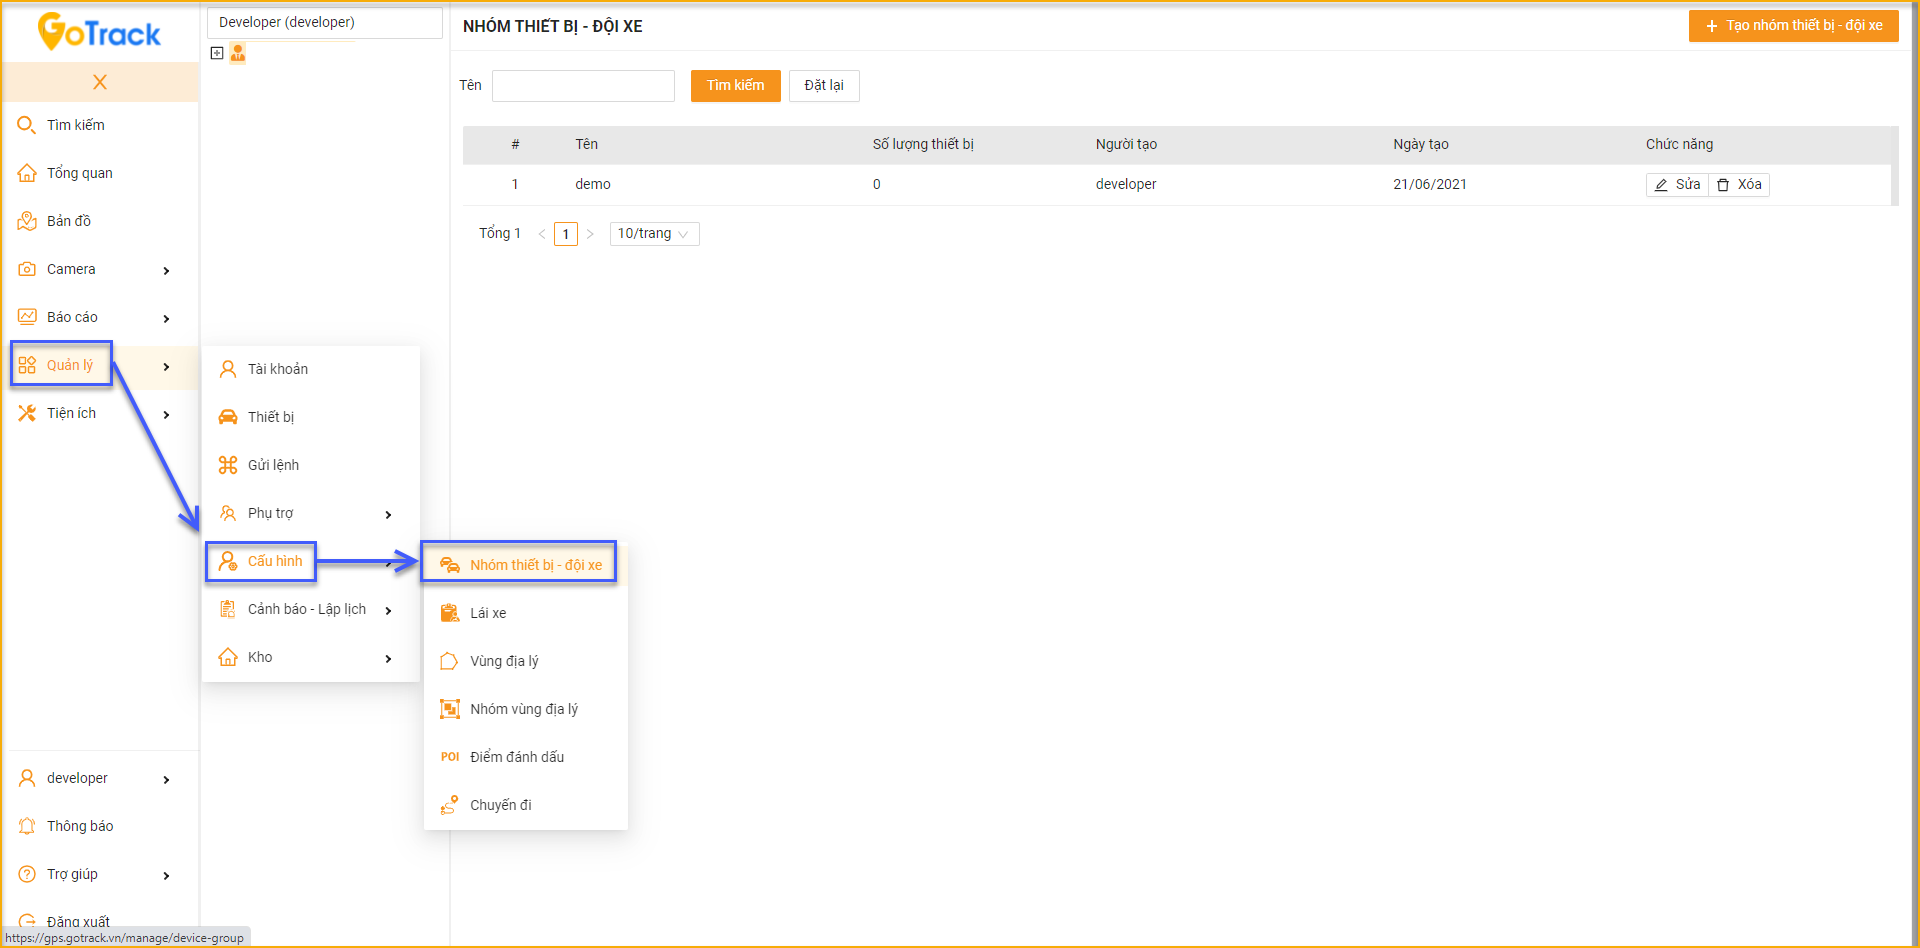 GoTrack
Tìm kiếm
Tổng quan
Bản đồ
Camera
Báo cáo
Quản lý
Tiện ích
developer
Thông báo
Trợ giúp
Đăng xuất
https://gps.gotrack.vn/manage/device-group
Developer (developer)
Tài khoản
Thiết bị
Gửi lệnh
Phụ trợ
Cấu hình
Cảnh báo - Lập lịch
Kho
Nhóm thiết bị - đội xe
Lái xe
Vùng địa lý
Nhóm vùng địa lý
POI Điểm đánh dấu
Chuyến đi
NHÓM THIẾT BỊ - ĐỘI XE
+ Tạo nhóm thiết bị - đội xe
Tên Tìm kiếm Đặt lại
# Tên Số lượng thiết bị Người tạo Ngày tạo Chức năng
1 demo 0 developer 21/06/2021 Sửa Xóa
Tổng 1 < 1 > 10/trang